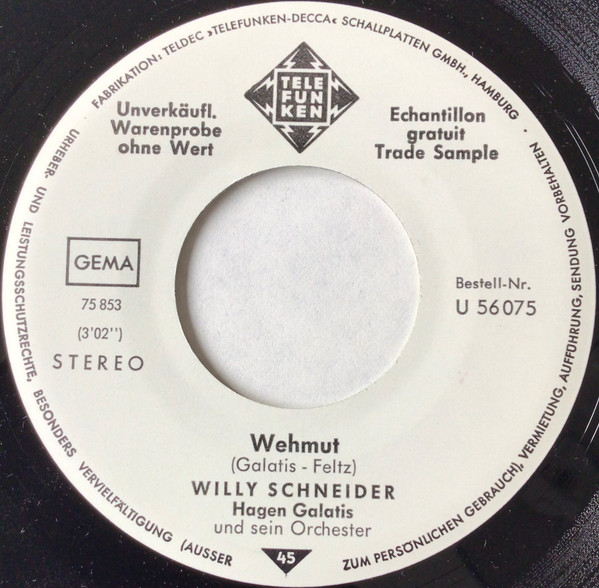 FABRIKATION: TELDEC »TELEFUNKEN-DECCA« SCHALLPLATTEN GMBH., HAMBURG ·
URHEBER- UND LEISTUNGSSCHUTZRECHTE, BESONDERS VERVIELFÄLTIGUNG (AUSSER ZUM PERSÖNLICHEN GEBRAUCH), VERMIETUNG, AUFFÜHRUNG, SENDUNG VORBEHALTEN
TELE
FUN
KEN
Unverkäufl.
Warenprobe
ohne Wert
Echantillon
gratuit
Trade Sample
GEMA
75 853
(3'02'')
STEREO
Bestell-Nr.
U 56 075
Wehmut
(Galatis - Feltz)
WILLY SCHNEIDER
Hagen Galatis
und sein Orchester
45